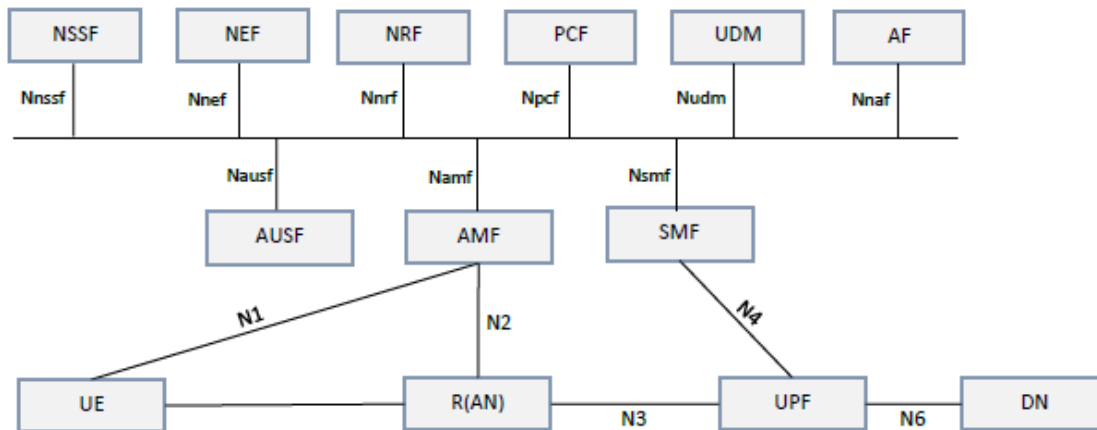 NSSF NEF NRF PCF UDM AF
Nnssf Nnef Nnrf Npcf Nudm Nnaf
Nausf Namf Nsmf
AUSF AMF SMF
N1 N2 N4
UE R(AN) UPF DN
N3 N6